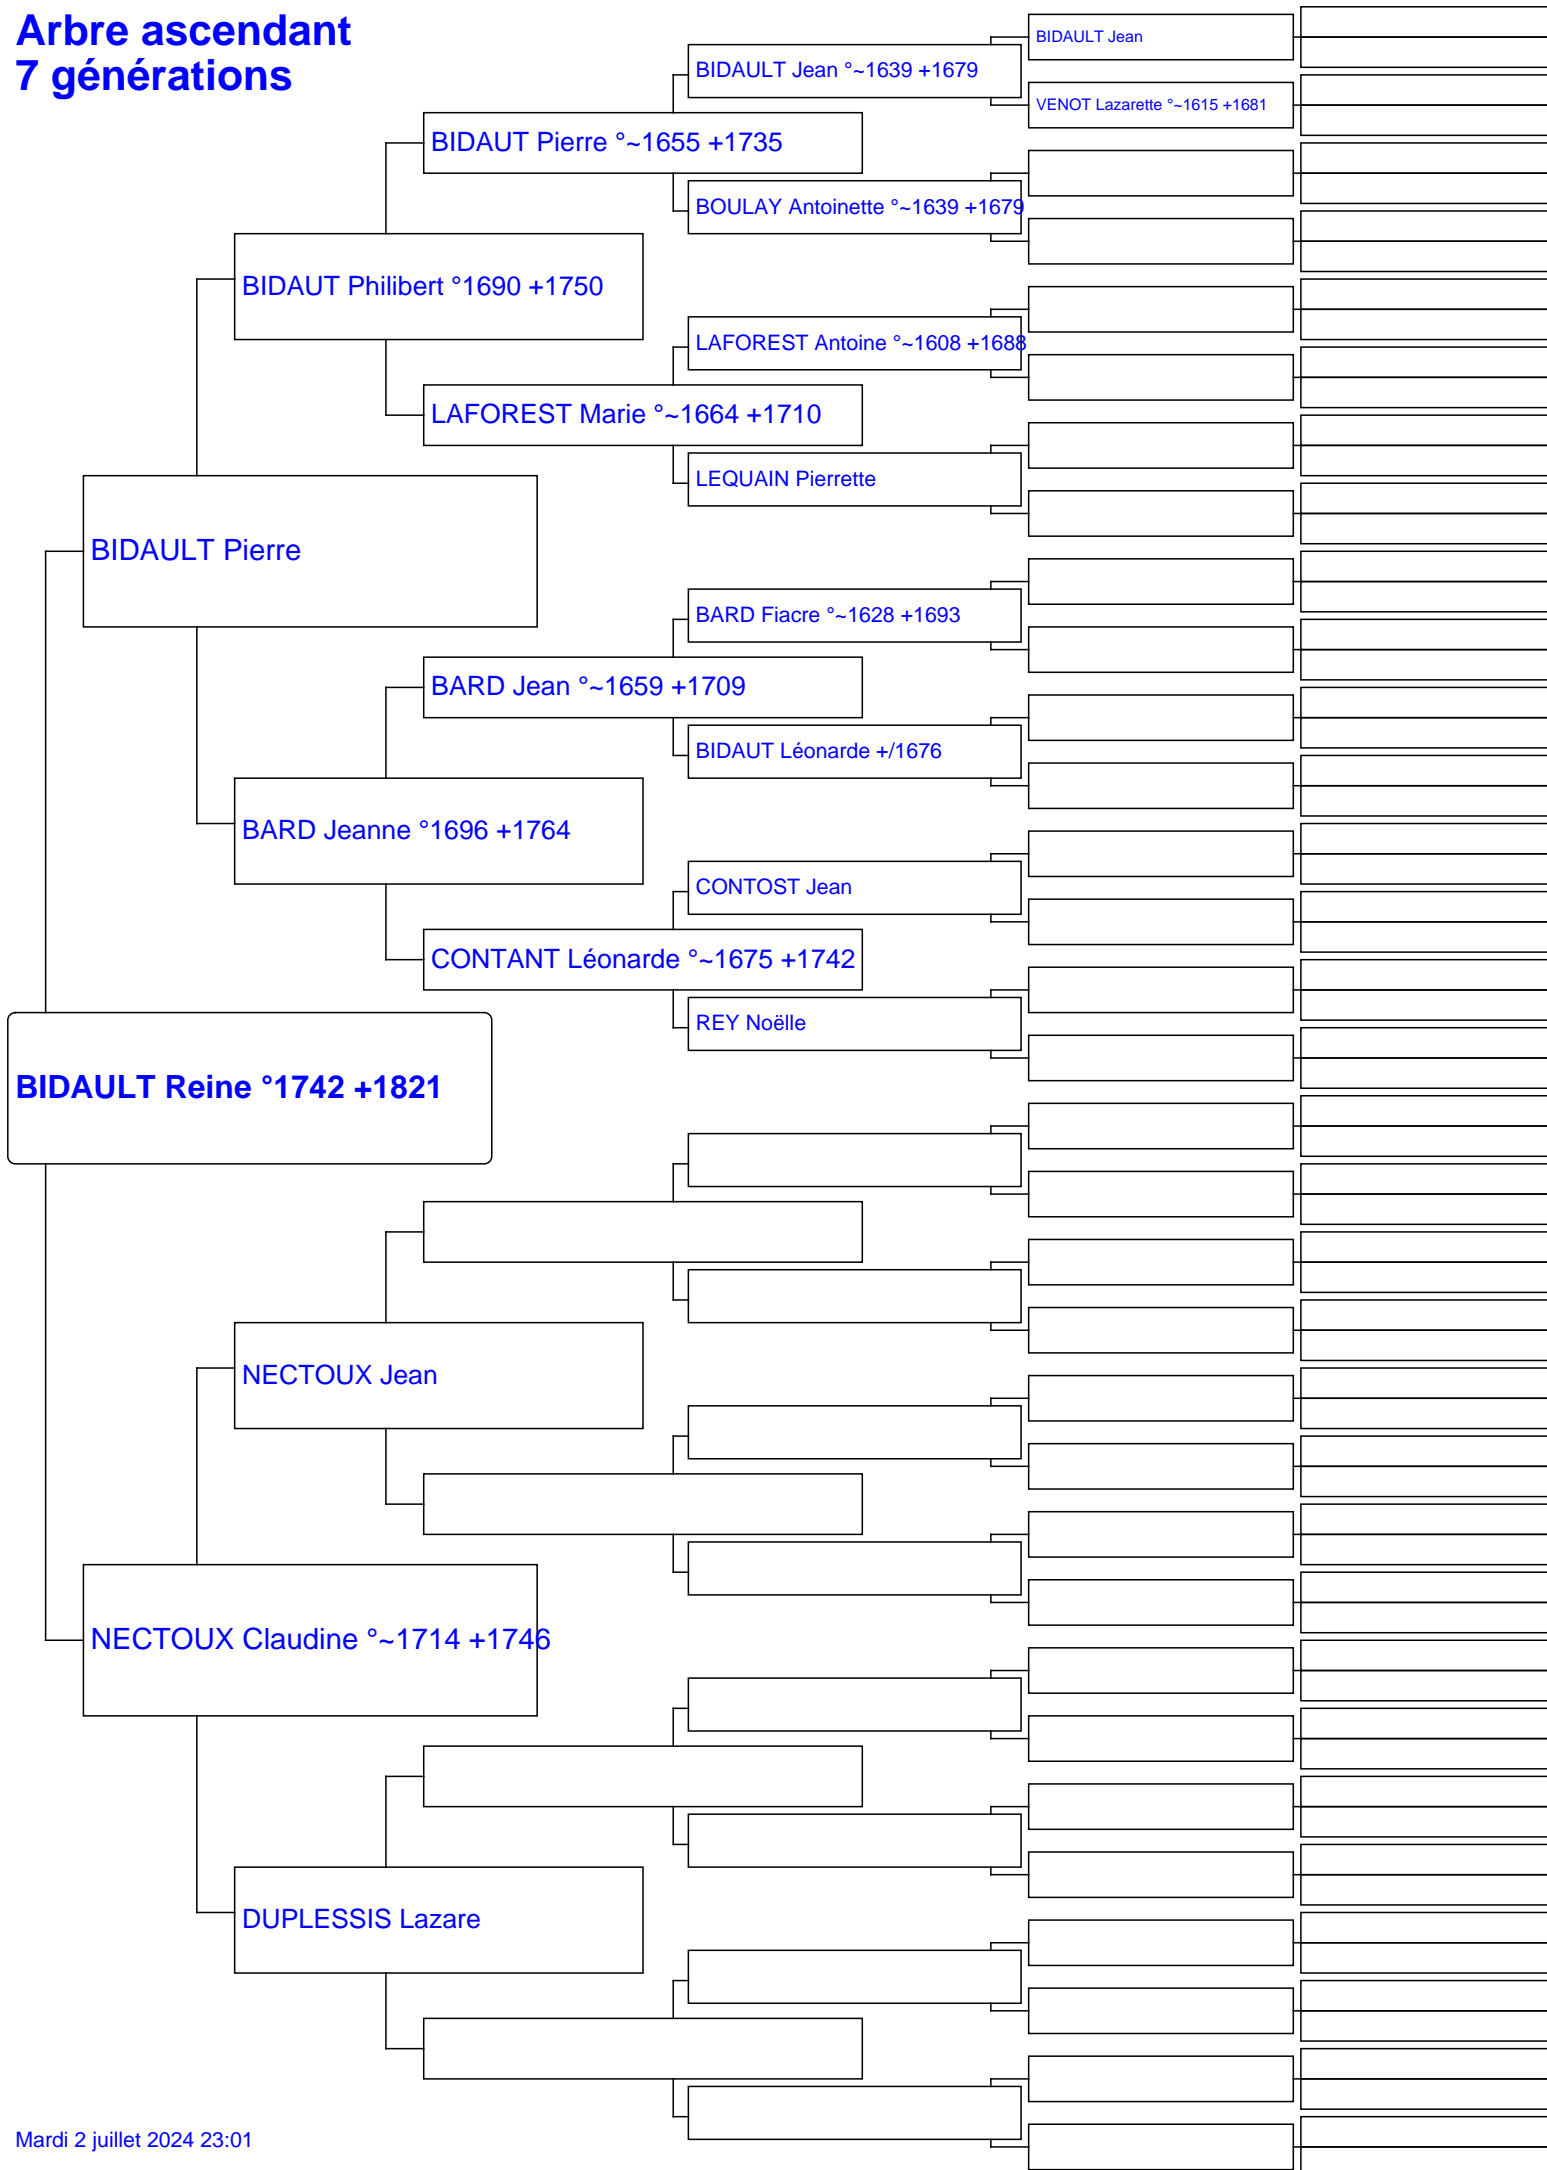 Arbre ascendant
7 générations
BIDAULT Jean
BIDAULT Jean °~1639 +1679
VENOT Lazarette °~1615 +1681
BIDAUT Pierre °~1655 +1735
BOULAY Antoinette °~1639 +1679
BIDAUT Philibert °1690 +1750
LAFOREST Antoine °~1608 +1688
LAFOREST Marie °~1664 +1710
LEQUAIN Pierrette
BIDAULT Pierre
BARD Fiacre °~1628 +1693
BARD Jean °~1659 +1709
BIDAUT Léonarde +/1676
BARD Jeanne °1696 +1764
CONTOST Jean
CONTANT Léonarde °~1675 +1742
REY Noëlle
BIDAULT Reine °1742 +1821
NECTOUX Jean
NECTOUX Claudine °~1714 +1746
DUPLESSIS Lazare
Mardi 2 juillet 2024 23:01